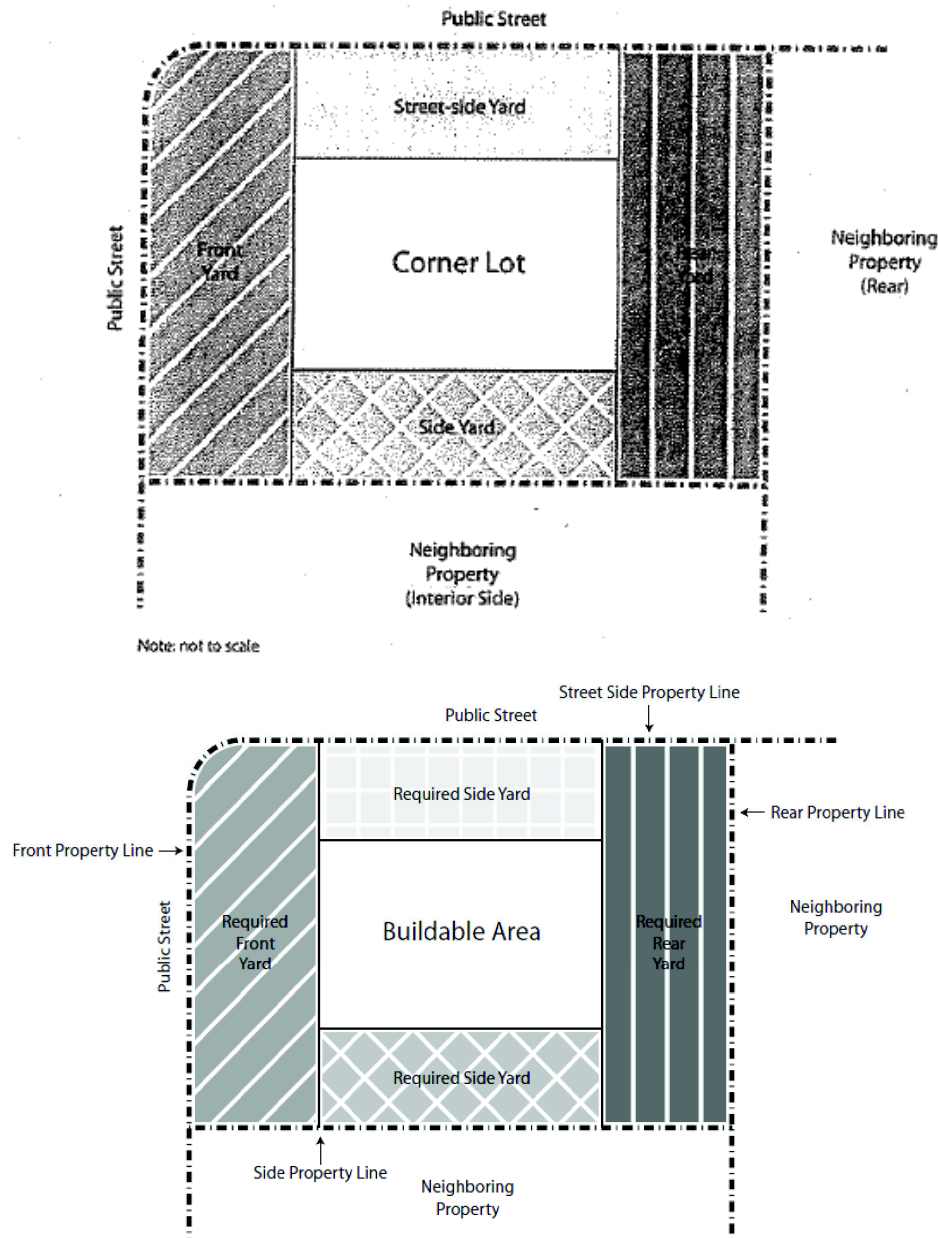 Public Street
Street-side Yard
Front
Yard
Corner Lot
Rear
Yard
Public Street
Neighboring
Property
(Rear)
Side Yard
Neighboring
Property
(Interior Side)
Note: not to scale
Street Side Property Line
Public Street
Required Side Yard
Rear Property Line
Front Property Line
Required
Front
Yard
Buildable Area
Required
Rear
Yard
Neighboring
Property
Public Street
Required Side Yard
Side Property Line
Neighboring
Property